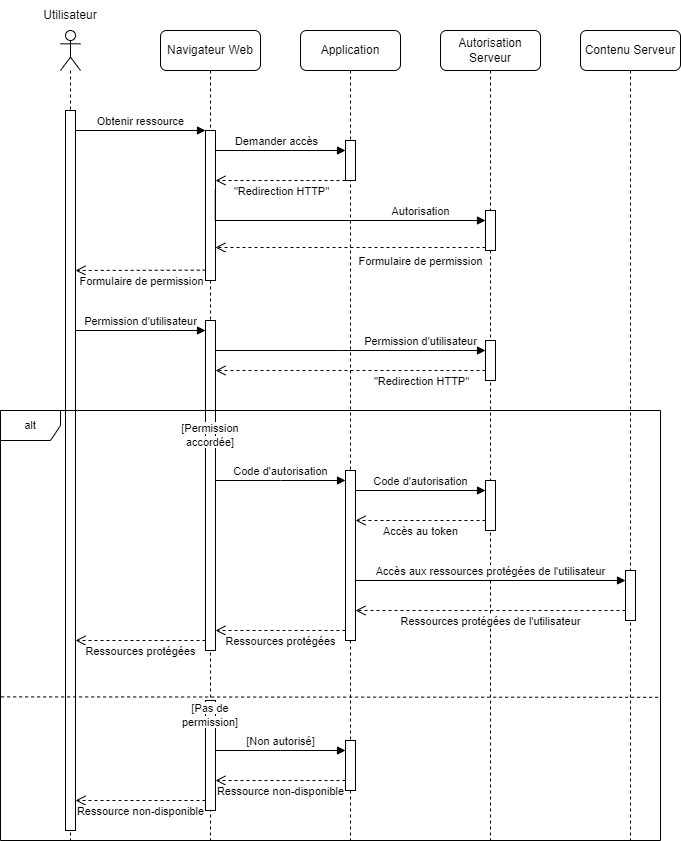 Utilisateur
Navigateur Web
Application
Autorisation
Serveur
Contenu Serveur
Obtenir ressource
Demander accès
"Redirection HTTP"
Autorisation
Formulaire de permission
Formulaire de permission
Permission d'utilisateur
Permission d'utilisateur
"Redirection HTTP"
alt
[Permission
accordée]
Code d'autorisation
Code d'autorisation
Accès au token
Accès aux ressources protégées de l'utilisateur
Ressources protégées de l'utilisateur
Ressources protégées
Ressources protégées
[Pas de
permission]
[Non autorisé]
Ressource non-disponible
Ressource non-disponible